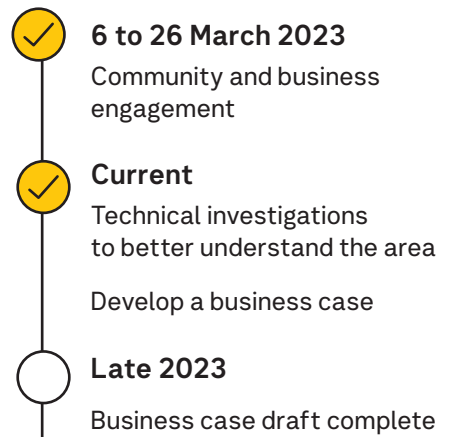 6 to 26 March 2023
Community and business
engagement
Current
Technical investigations
to better understand the area
Develop a business case
Late 2023
Business case draft complete